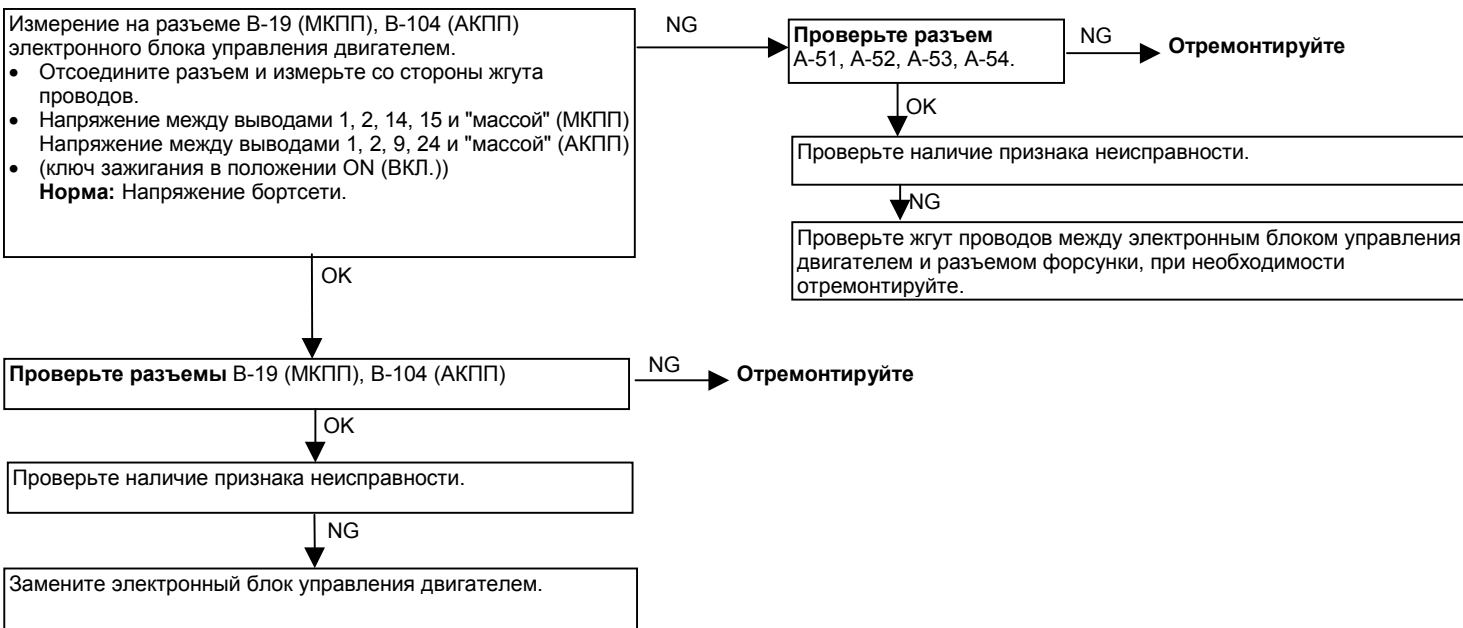 Измерение на разъеме В-19 (МКПП), В-104 (АКПП)
электронного блока управления двигателем.
• Отсоедините разъем и измерьте со стороны жгута
проводов.
• Напряжение между выводами 1, 2, 14, 15 и "массой" (МКПП)
Напряжение между выводами 1, 2, 9, 24 и "массой" (АКПП)
• (ключ зажигания в положении ON (ВКЛ.))
Норма: Напряжение бортсети.
NG
Проверьте разъем
А-51, А-52, А-53, А-54.
NG
Отремонтируйте
OK
Проверьте наличие признака неисправности.
NG
Проверьте жгут проводов между электронным блоком управления
двигателем и разъемом форсунки, при необходимости
отремонтируйте.
OK
Проверьте разъемы В-19 (МКПП), В-104 (АКПП)
NG
Отремонтируйте
OK
Проверьте наличие признака неисправности.
NG
Замените электронный блок управления двигателем.